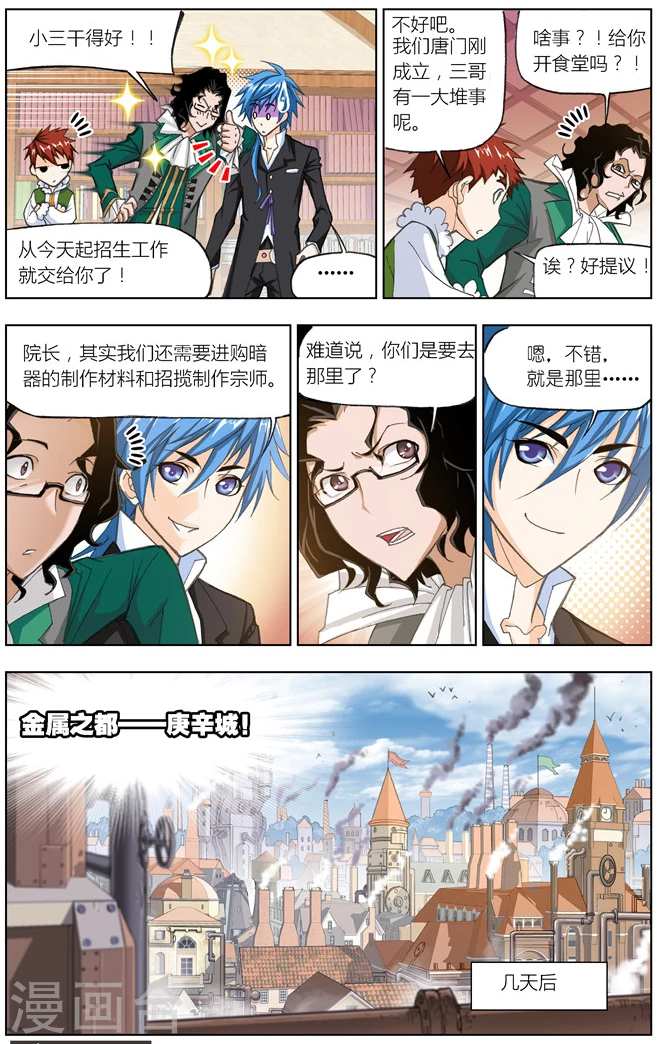 小三干得好！！
从今天起招生工作
就交给你了！
……
不好吧。
我们唐门刚
成立，三哥
有一大堆事
呢。
啥事？！给你
开食堂吗？！
诶？好提议！
院长，其实我们还需要进购暗
器的制作材料和招揽制作宗师。
难道说，你们是要去
那里了？
嗯，不错，
就是那里……
金属之都——庚辛城！
几天后
漫画台